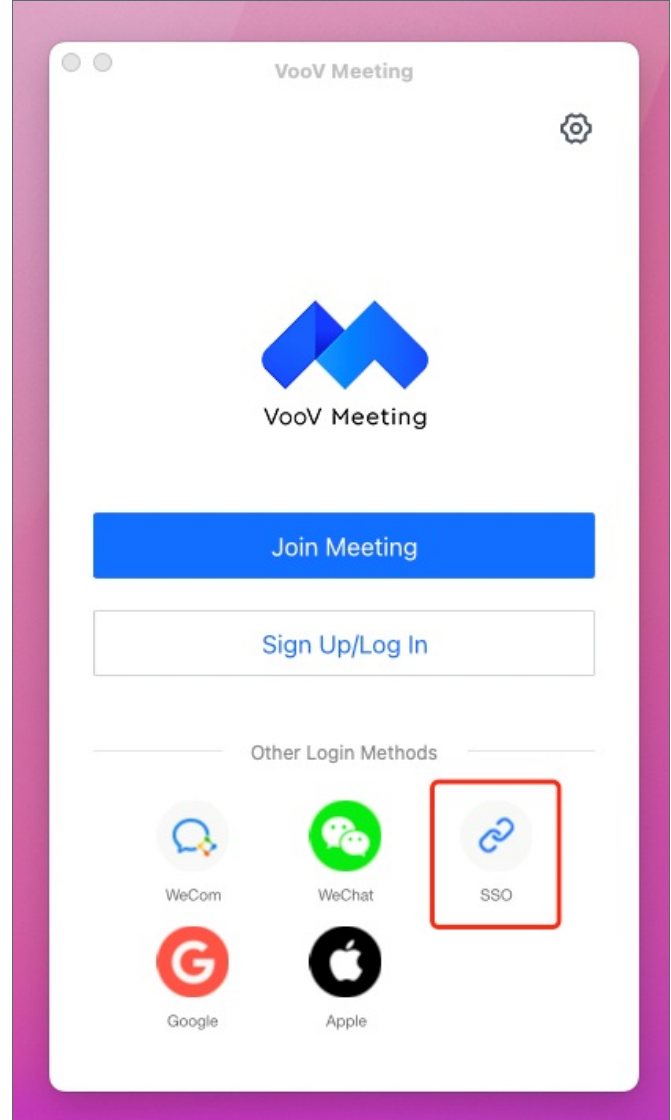 VooV Meeting
VooV Meeting
Join Meeting
Sign Up/Log In
Other Login Methods
WeCom WeChat SSO
Google Apple